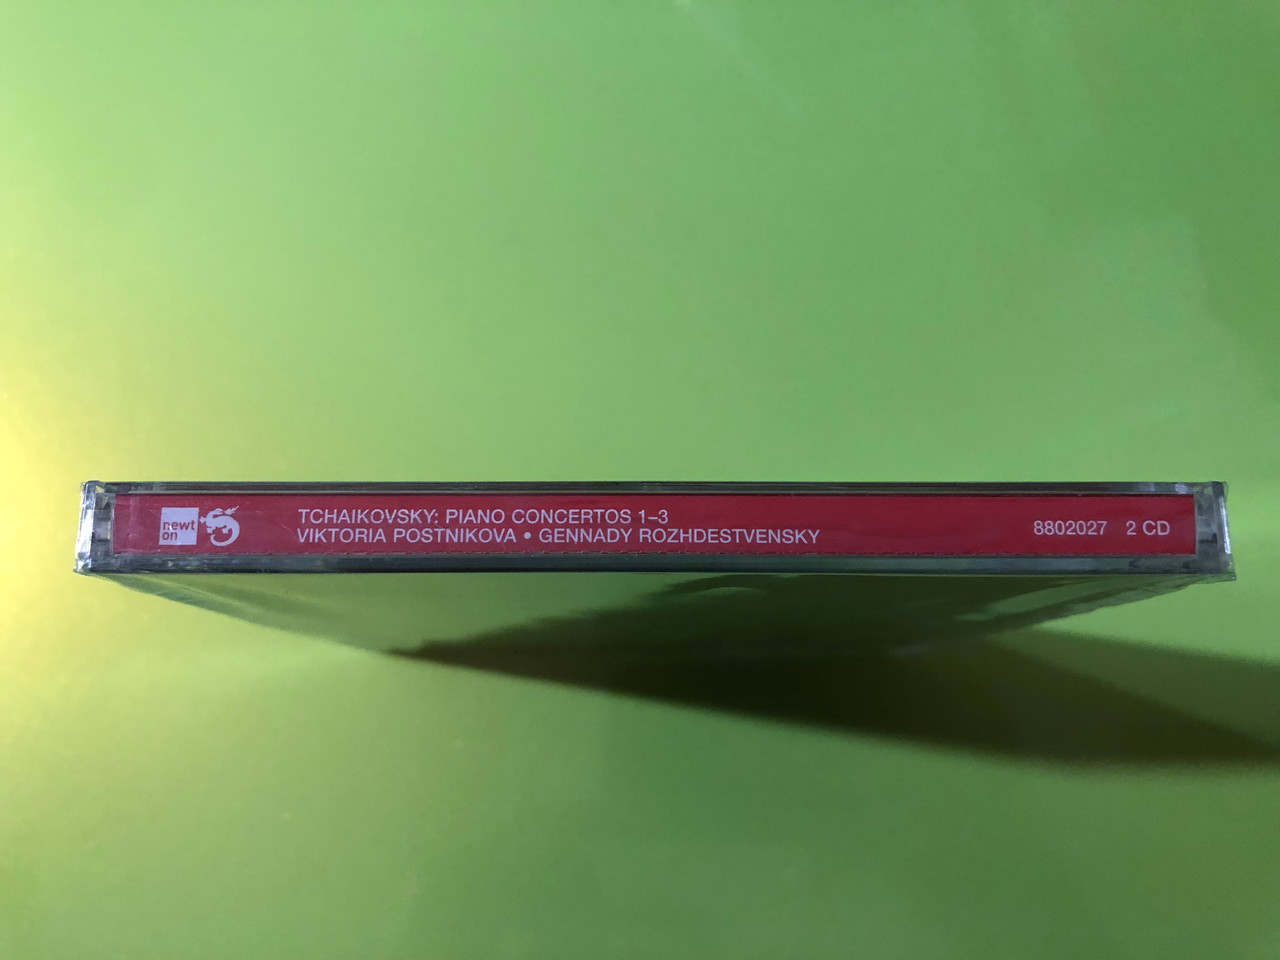 newt
on
TCHAIKOVSKY: PIANO CONCERTOS 1–3
VIKTORIA POSTNIKOVA • GENNADY ROZHDESTVENSKY
8802027 2 CD